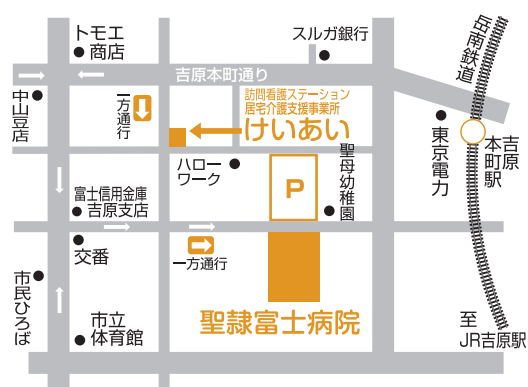 トモエ
商店
スルガ銀行
岳南鉄道
吉原本町通り
中山豆店
一方通行
訪問看護ステーション
居宅介護支援事業所
けいあい
東京電力
吉原
本町駅
ハロー
ワーク
聖母幼稚園
P
富士信用金庫
吉原支店
交番
一方通行
市民ひろば
市立
体育館
聖隷富士病院
至
JR吉原駅